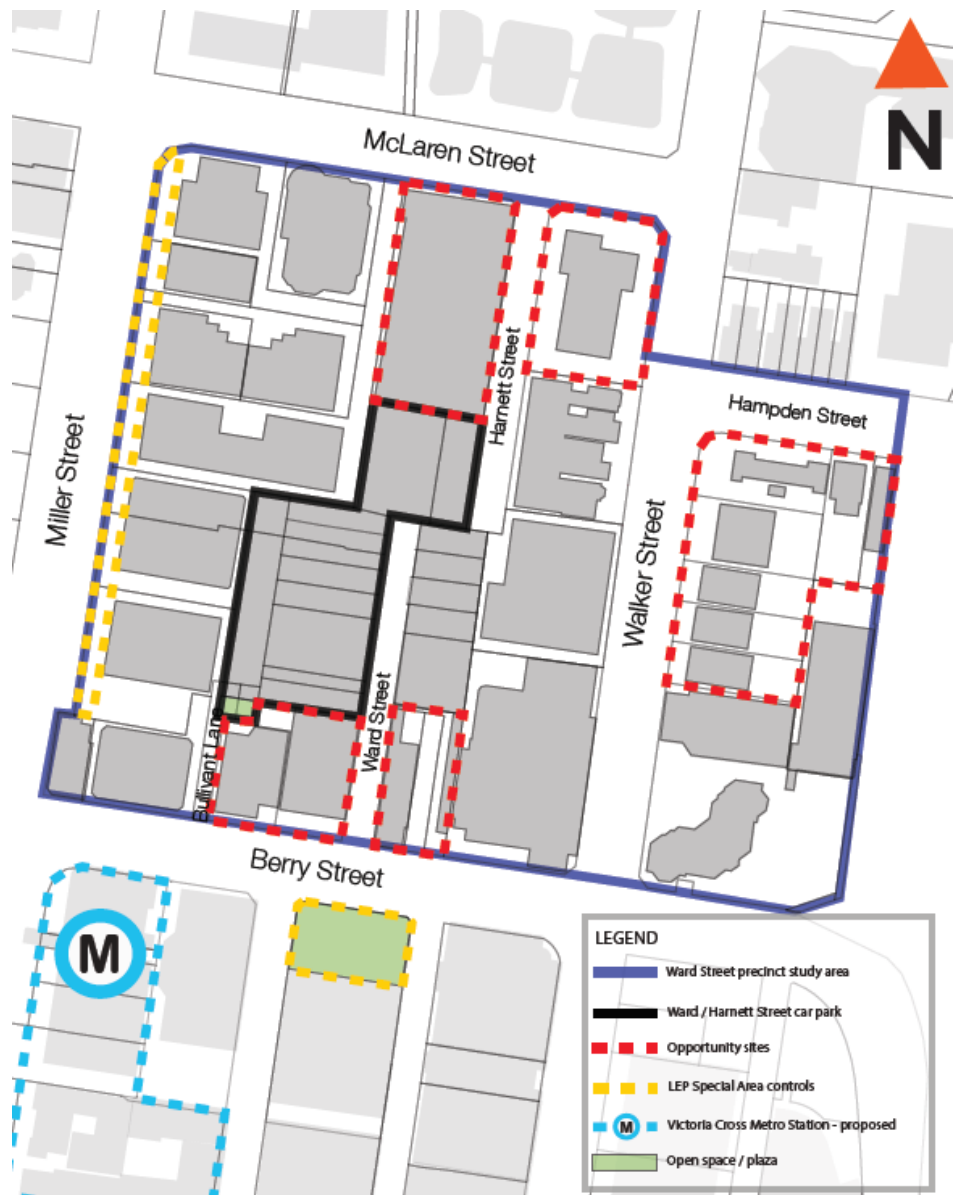 N
McLaren Street
Harnett Street
Hampden Street
Miller Street
Walker Street
Ward Street
Bullivant Lane
Berry Street
M
LEGEND
Ward Street precinct study area
Ward / Harnett Street car park
Opportunity sites
LEP Special Area controls
M Victoria Cross Metro Station - proposed
Open space / plaza